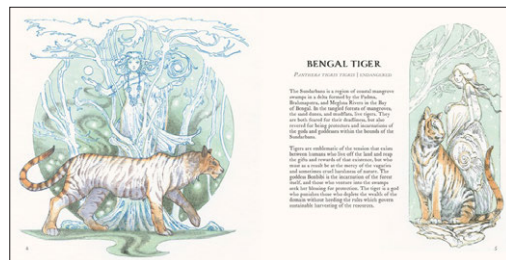 BENGAL TIGER
PANTHERA TIGRIS TIGRIS | ENDANGERED
The Sundarbans is a region of coastal mangrove
swamps in a delta formed by the Padma,
Brahmaputra, and Meghna Rivers in the Bay
of Bengal. In the tangled forests of mangroves,
the sand dunes, and mudflats, live tigers. They
are both feared for their deadliness, but also
revered for being protectors and incarnations of
the gods and goddesses within the bounds of the
Sundarbans.
Tigers are emblematic of the tension that exists
between humans who live off the land and reap
the gifts and rewards of that existence, but who
must as a result be at the mercy of the vagaries
and sometimes cruel harshness of nature. The
goddess Bonbibi is the incarnation of the forest
itself, and those who venture into the swamps
seek her blessing for protection. The tiger is a god
who punishes those who deplete the wealth of the
domain without heeding the rules which govern
sustainable harvesting of the resources.
4